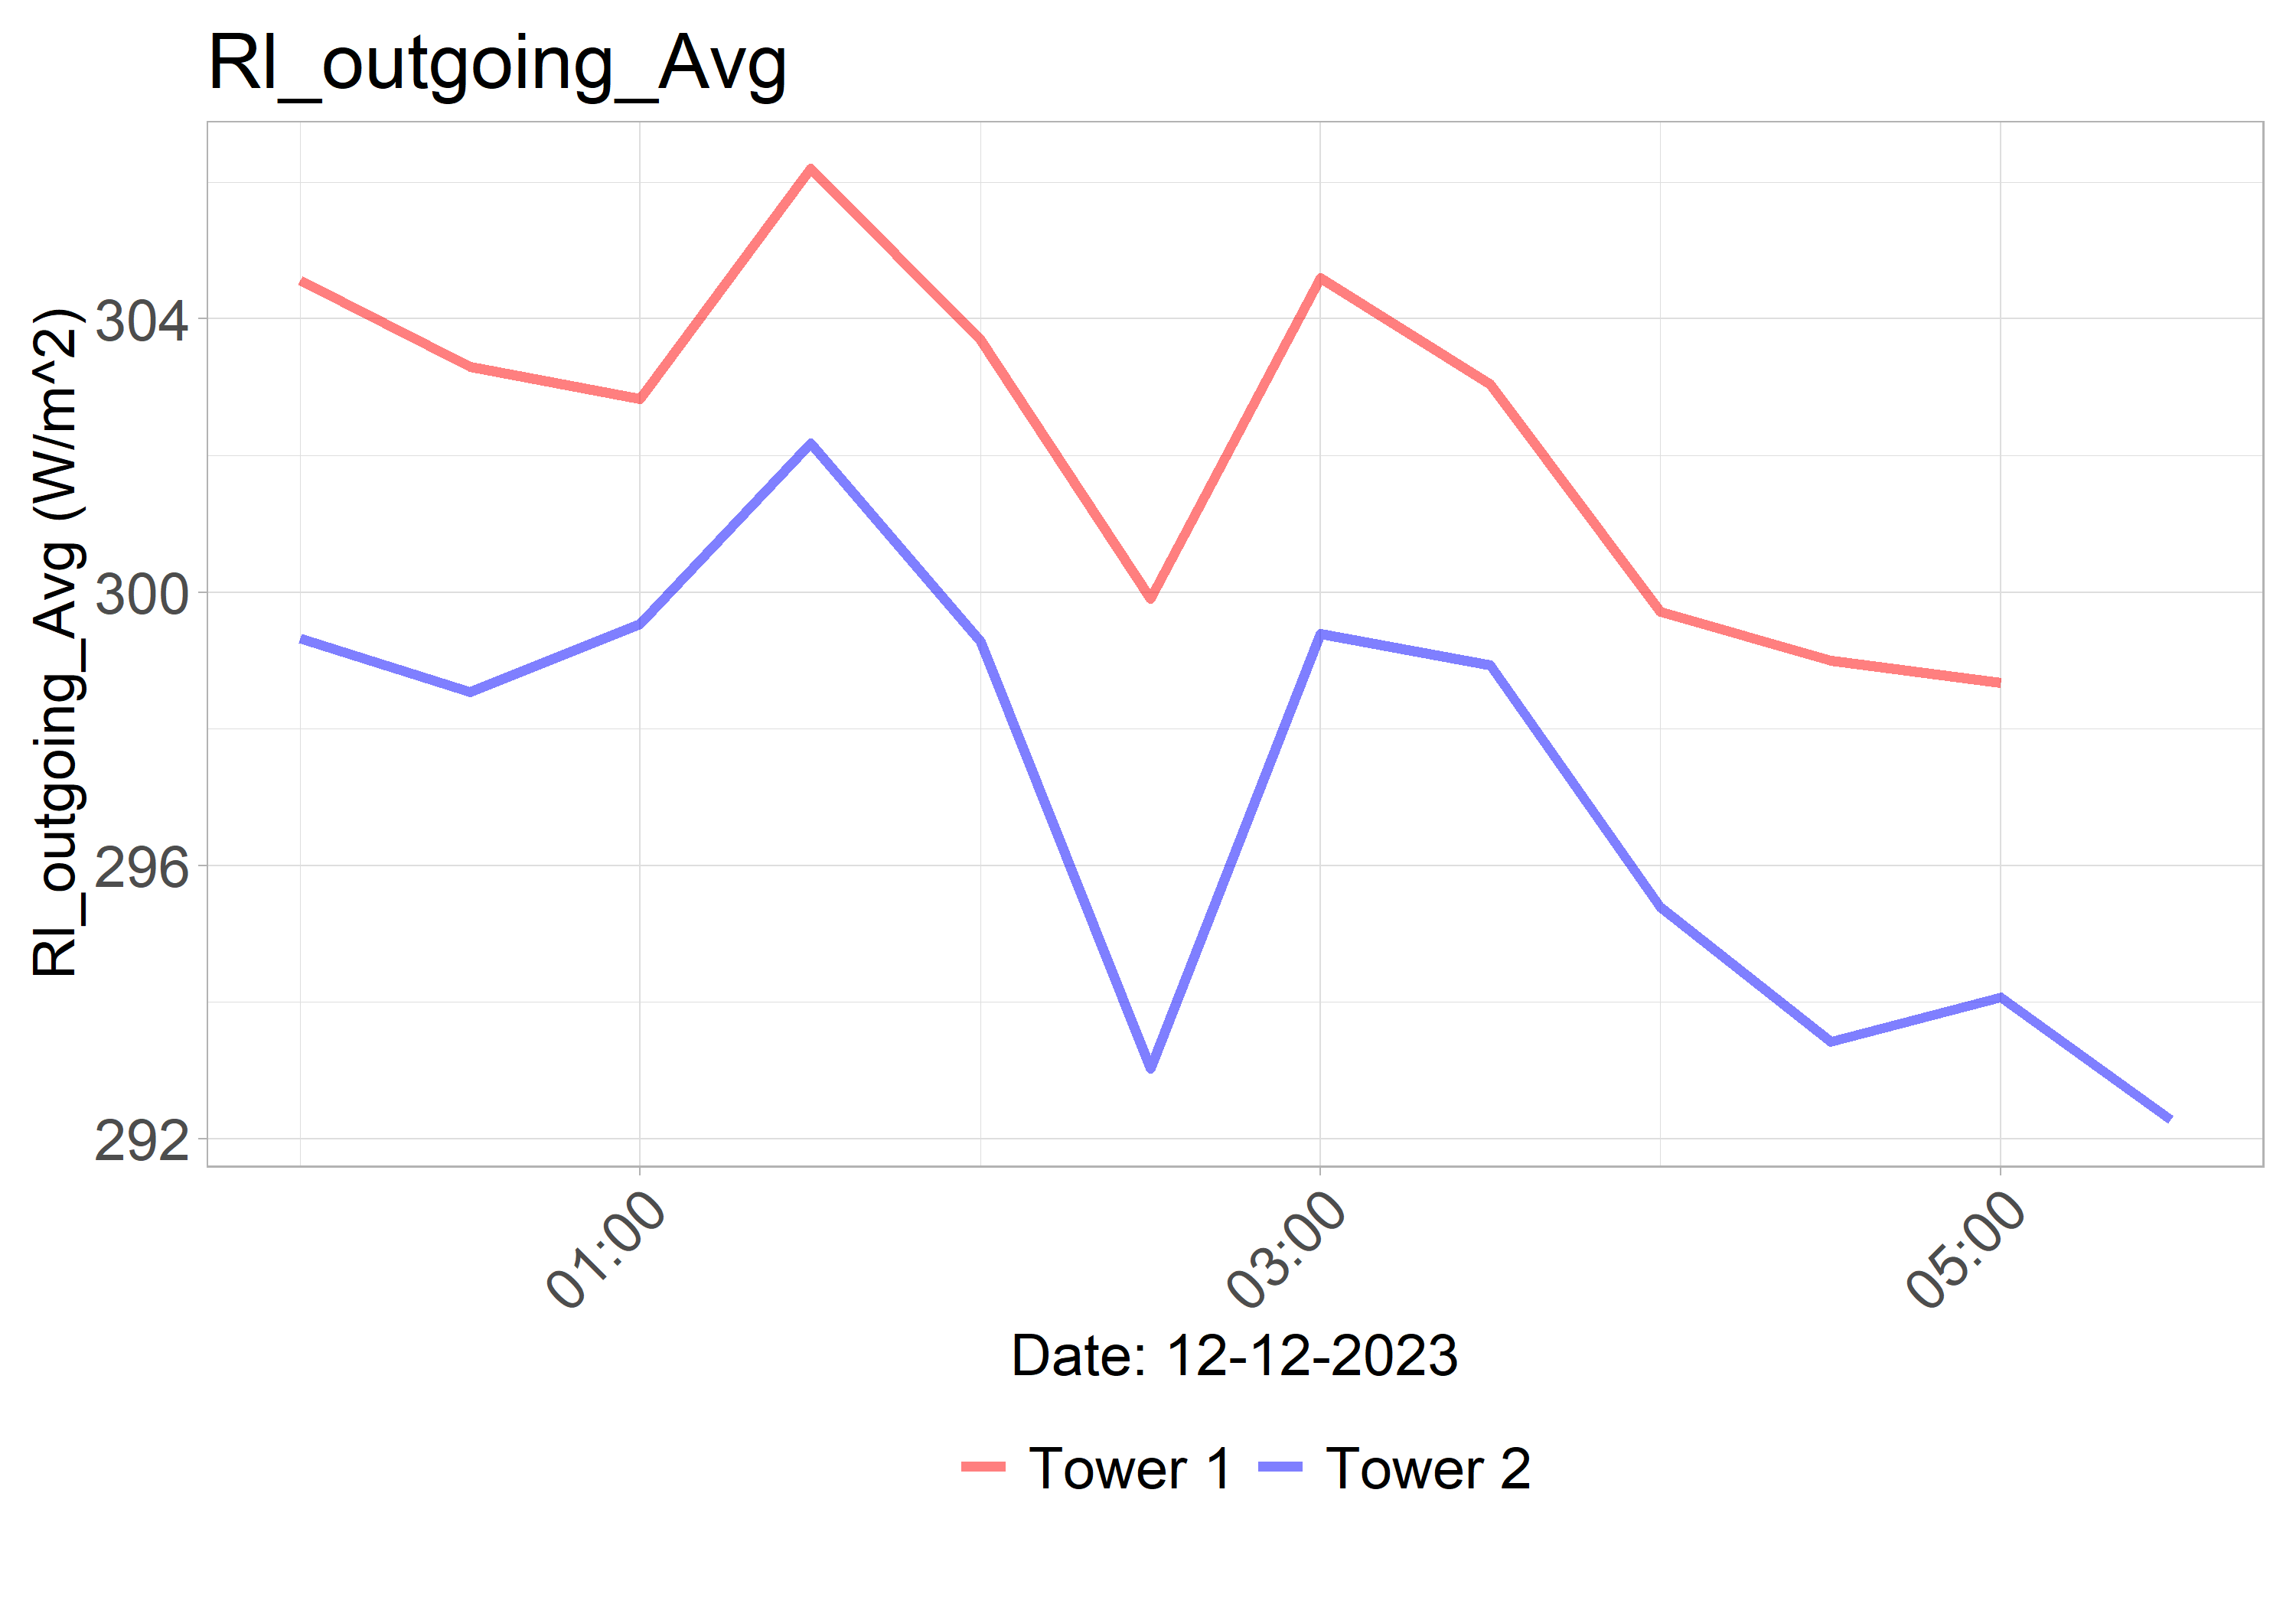 Rl_outgoing_Avg
Rl_outgoing_Avg (W/m^2)
304
300
296
292
01:00
03:00
05:00
Date: 12-12-2023
Tower 1
Tower 2